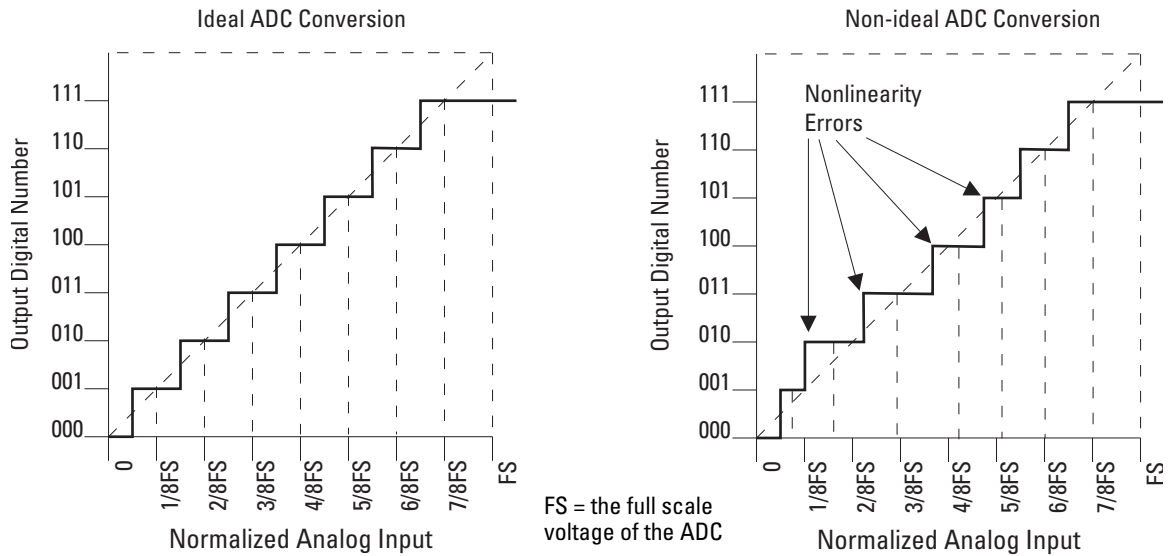 Ideal ADC Conversion
Output Digital Number
111
110
101
100
011
010
001
000
0
1/8FS
2/8FS
3/8FS
4/8FS
5/8FS
6/8FS
7/8FS
FS
Normalized Analog Input
FS = the full scale
voltage of the ADC
Non-ideal ADC Conversion
Nonlinearity
Errors
Output Digital Number
111
110
101
100
011
010
001
000
0
1/8FS
2/8FS
3/8FS
4/8FS
5/8FS
6/8FS
7/8FS
FS
Normalized Analog Input